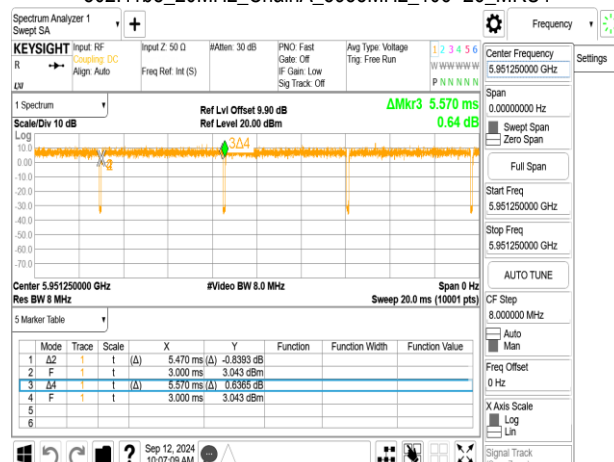 Spectrum Analyzer 1
Swept SA
Frequency
KEYSIGHT
Input: RF
Coupling: DC
Align: Auto
Input Z: 50 Ω
Freq Ref: Int (S)
#Atten: 30 dB
PNO: Fast
Gate: Off
IF Gain: Low
Sig Track: Off
Avg Type: Voltage
Trig: Free Run
1 2 3 4 5 6
W W W W W W
P N N N N N
R
Center Frequency
5.951250000 GHz
Settings
Span
0.00000000 Hz
Swept Span
Zero Span
Full Span
Start Freq
5.951250000 GHz
Stop Freq
5.951250000 GHz
AUTO TUNE
CF Step
8.000000 MHz
Auto
Man
Freq Offset
0 Hz
X Axis Scale
Log
Lin
Signal Track
1 Spectrum
Scale/Div 10 dB
Ref Lvl Offset 9.90 dB
Ref Level 20.00 dBm
ΔMkr3 5.570 ms
0.64 dB
Log
10.0
0.00
-10.0
-20.0
-30.0
-40.0
-50.0
-60.0
-70.0
3Δ4
Center 5.951250000 GHz
#Video BW 8.0 MHz
Span 0 Hz
Res BW 8 MHz
Sweep 20.0 ms (10001 pts)
5 Marker Table
Mode Trace Scale X Y Function Function Width Function Value
1 Δ2 1 t (Δ) 5.470 ms (Δ) -0.8393 dB
2 F 1 t 3.000 ms 3.043 dBm
3 Δ4 1 t (Δ) 5.570 ms (Δ) 0.6365 dB
4 F 1 t 3.000 ms 3.043 dBm
5
6
?
Sep 12, 2024
10:07:09 AM